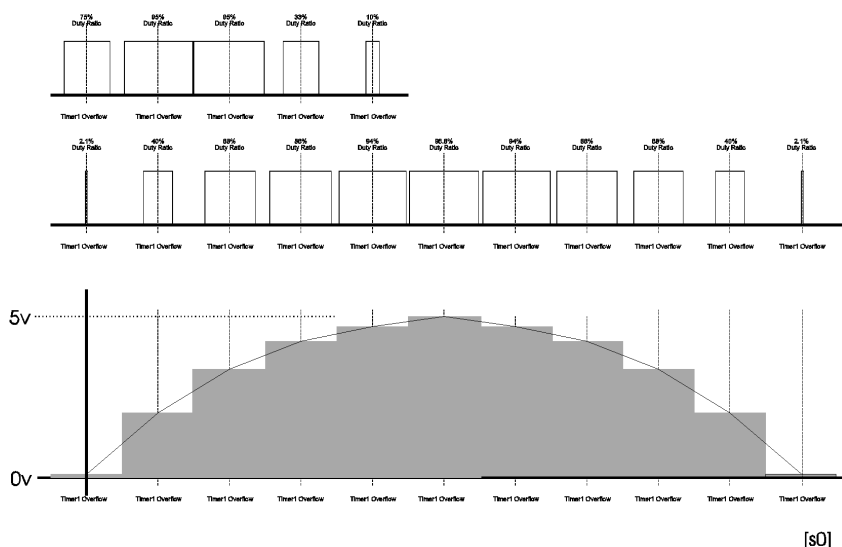 75% 95% 95% 33% 10%
Duty Ratio Duty Ratio Duty Ratio Duty Ratio Duty Ratio
Timer1 Overflow Timer1 Overflow Timer1 Overflow Timer1 Overflow Timer1 Overflow
2.1% 40% 68% 86% 94% 98.8% 94% 86% 68% 40% 2.1%
Duty Ratio Duty Ratio Duty Ratio Duty Ratio Duty Ratio Duty Ratio Duty Ratio Duty Ratio Duty Ratio Duty Ratio Duty Ratio
Timer1 Overflow Timer1 Overflow Timer1 Overflow Timer1 Overflow Timer1 Overflow Timer1 Overflow Timer1 Overflow Timer1 Overflow Timer1 Overflow Timer1 Overflow Timer1 Overflow
5v
0v
Timer1 Overflow Timer1 Overflow Timer1 Overflow Timer1 Overflow Timer1 Overflow Timer1 Overflow Timer1 Overflow Timer1 Overflow Timer1 Overflow Timer1 Overflow Timer1 Overflow
[s0]